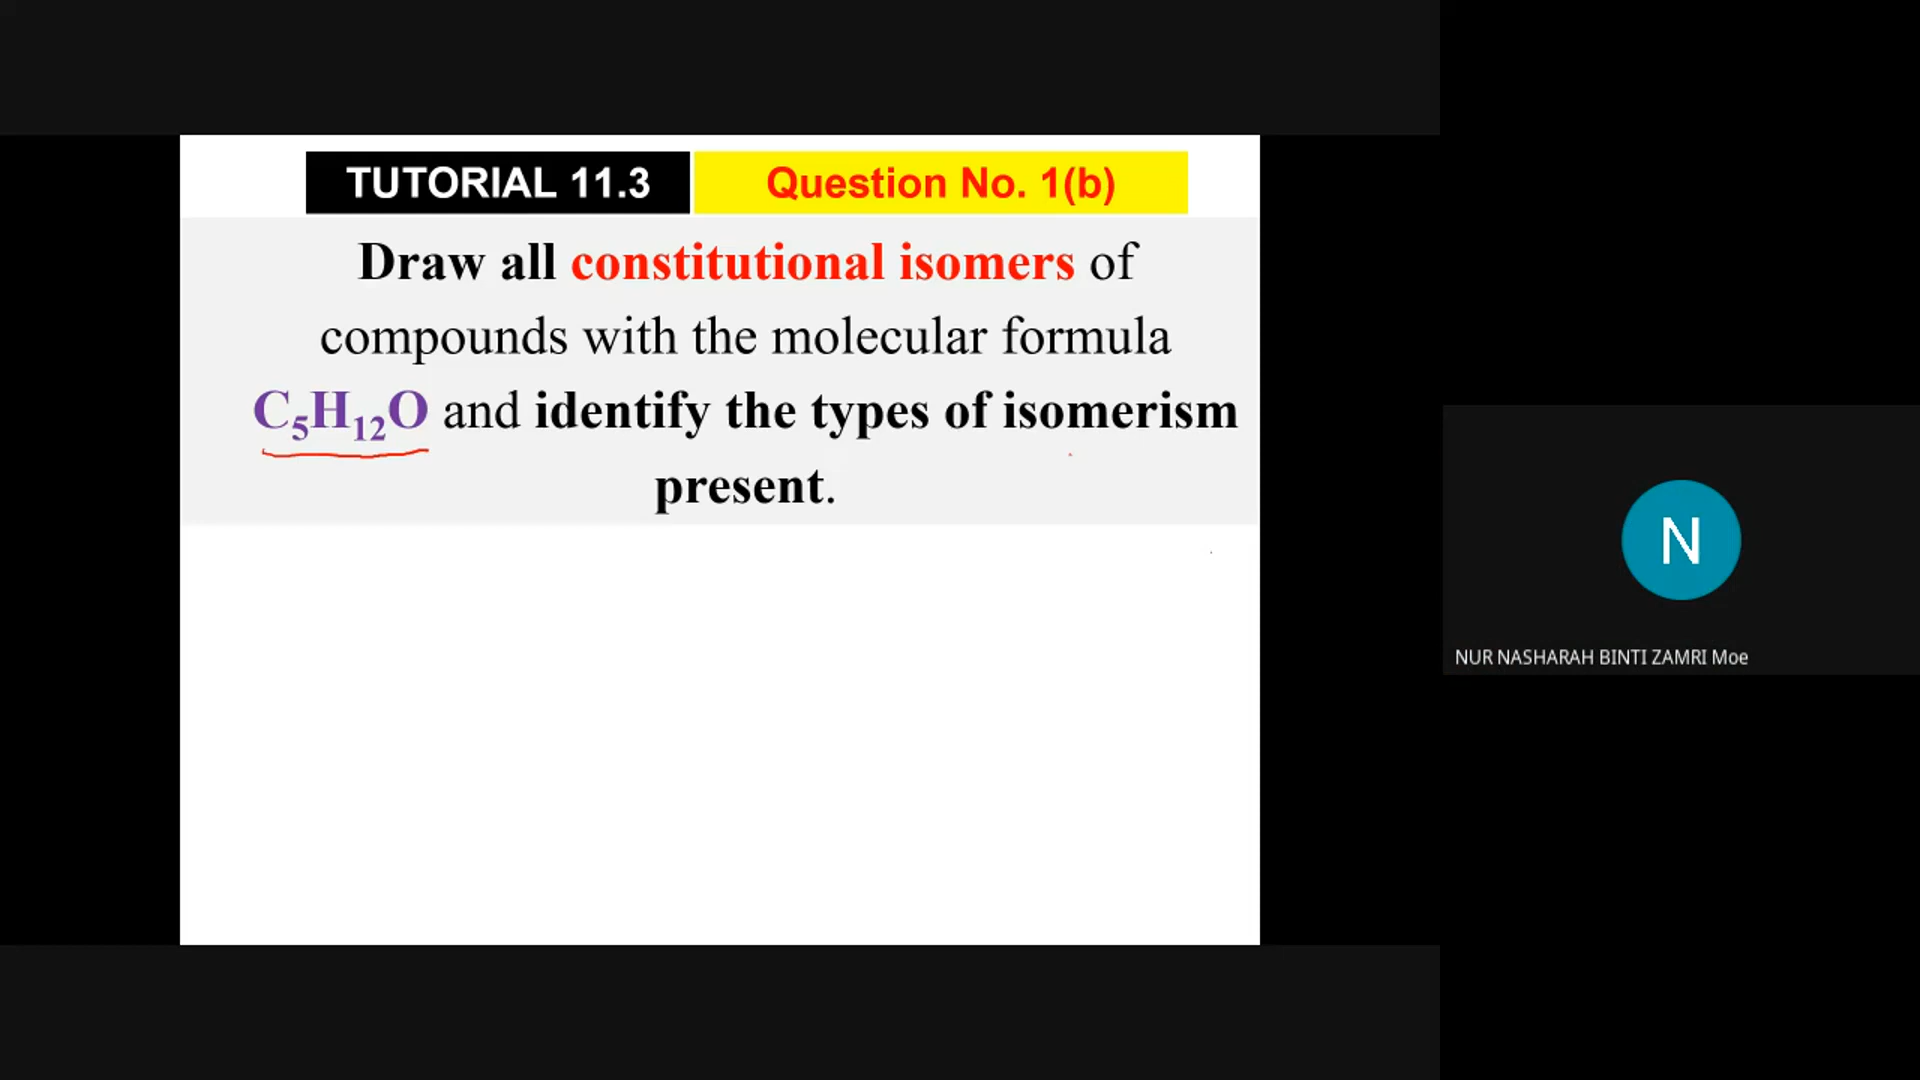 TUTORIAL 11.3 Question No. 1(b)
Draw all constitutional isomers of
compounds with the molecular formula
C₅H₁₂O and identify the types of isomerism
present.
N
NUR NASHARAH BINTI ZAMRI Moe